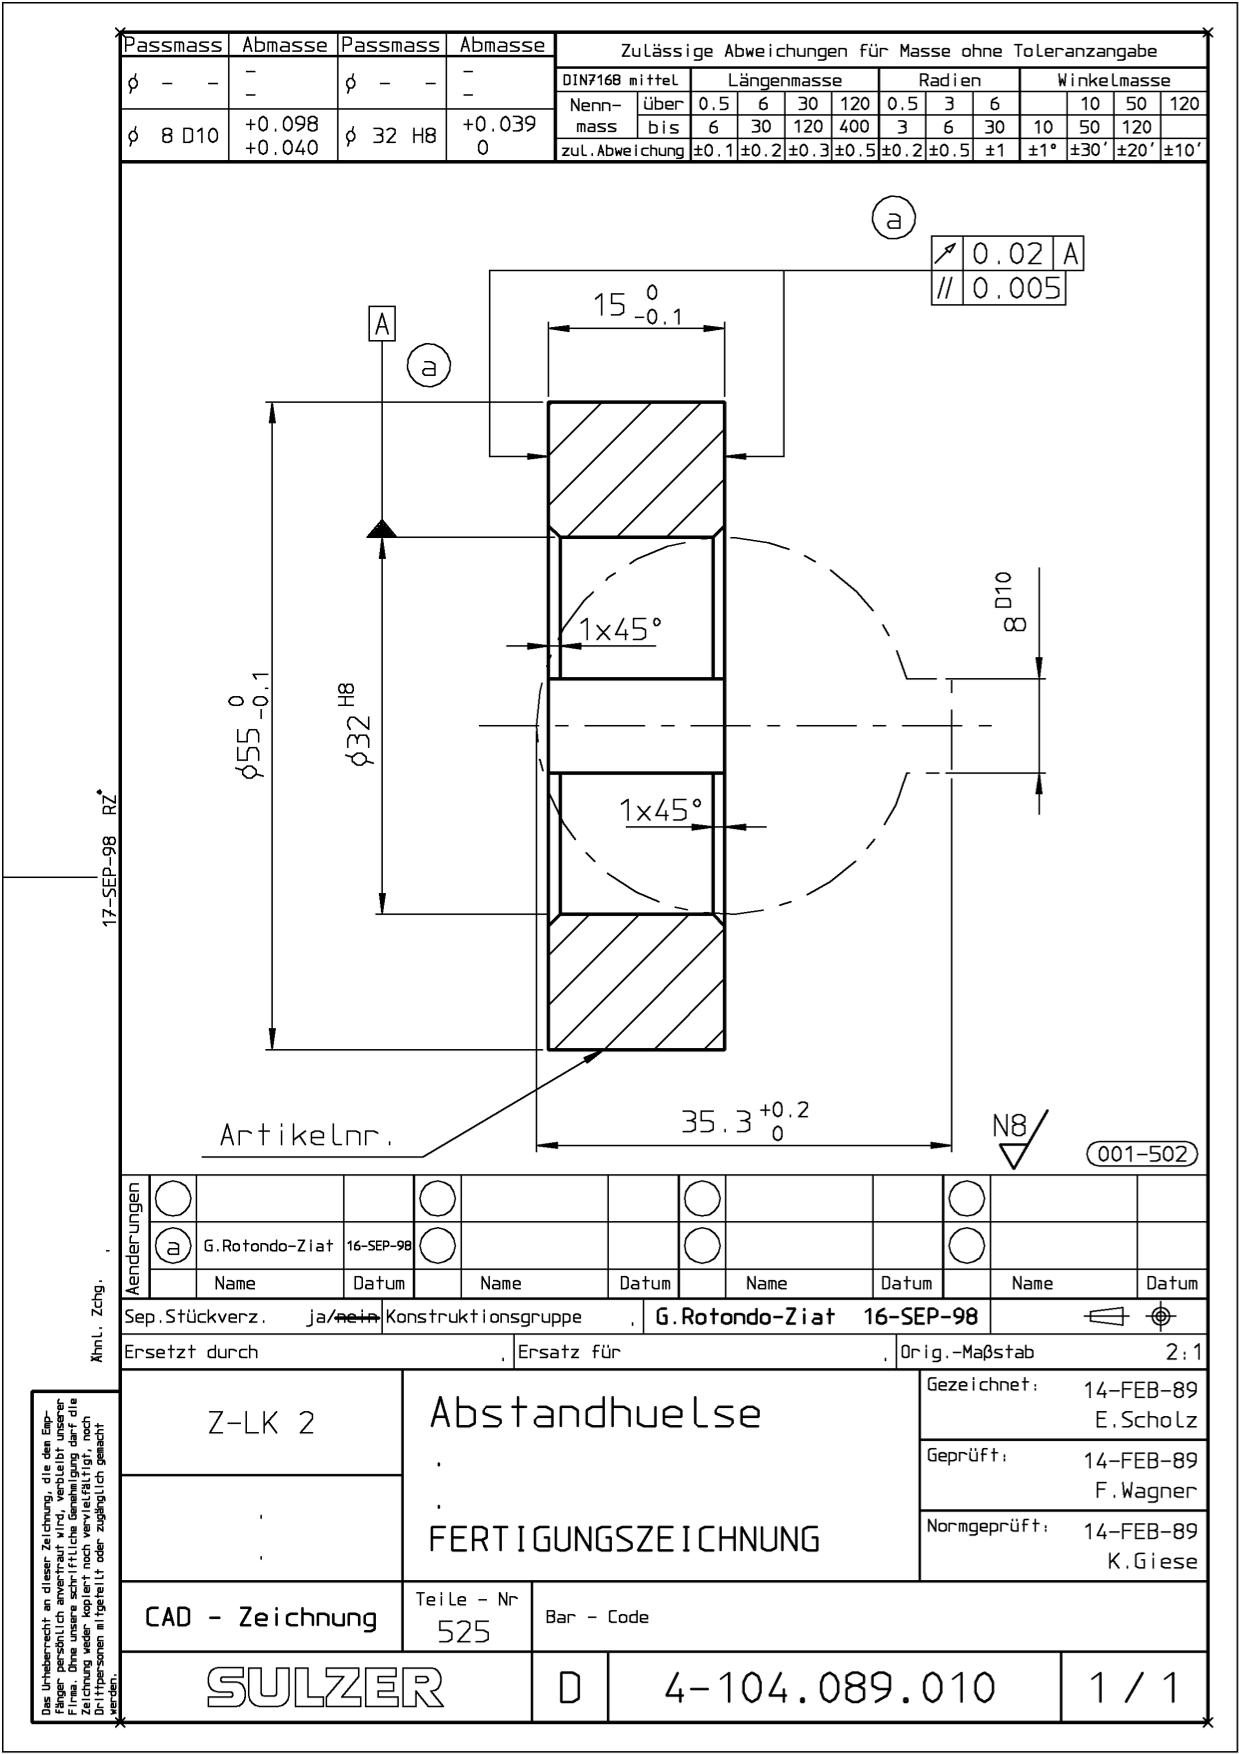 Passmass Abmasse Passmass Abmasse
Zulässige Abweichungen für Masse ohne Toleranzangabe
ϕ - - - - ϕ - - - -
DIN7168 mittel Längenmasse Radien Winkelmasse
Nenn-mass über 0.5 6 30 120 0.5 3 6 10 50 120
bis 6 30 120 400 3 6 30 10 50 120
ϕ 8 D10 +0.098 +0.040 ϕ 32 H8 +0.039 0
zul.Abweichung ±0.1 ±0.2 ±0.3 ±0.5 ±0.2 ±0.5 ±1 ±1° ±30' ±20' ±10'
a
↗ 0.02 A
// 0.005
15 0 -0.1
A
a
1x45°
8 D10
ϕ55 0 -0.1
ϕ32 H8
1x45°
17-SEP-98 RZ*
35.3 +0.2 0
Artikelnr.
N8
001-502
Aenderungen
a G.Rotondo-Ziat 16-SEP-98
Name Datum Name Datum Name Datum Name Datum
Ähnl. Zchg. .
Sep.Stückverz. ja/nein Konstruktionsgruppe . G.Rotondo-Ziat 16-SEP-98
Ersetzt durch . Ersatz für . Orig.-Maßstab 2:1
Z-LK 2
Abstandhuelse
.
.
FERTIGUNGSZEICHNUNG
Gezeichnet: 14-FEB-89
E.Scholz
Geprüft: 14-FEB-89
F.Wagner
Normgeprüft: 14-FEB-89
K.Giese
CAD - Zeichnung
Teile - Nr
525
Bar - Code
SULZER D 4-104.089.010 1/1
Das Urheberrecht an dieser Zeichnung, die dem Emp-
fänger persönlich anvertraut wird, verbleibt unserer
Firma. Ohne unsere schriftliche Genehmigung darf die
Zeichnung weder kopiert noch vervielfältigt, noch
Drittpersonen mitgeteilt oder zugänglich gemacht
werden.